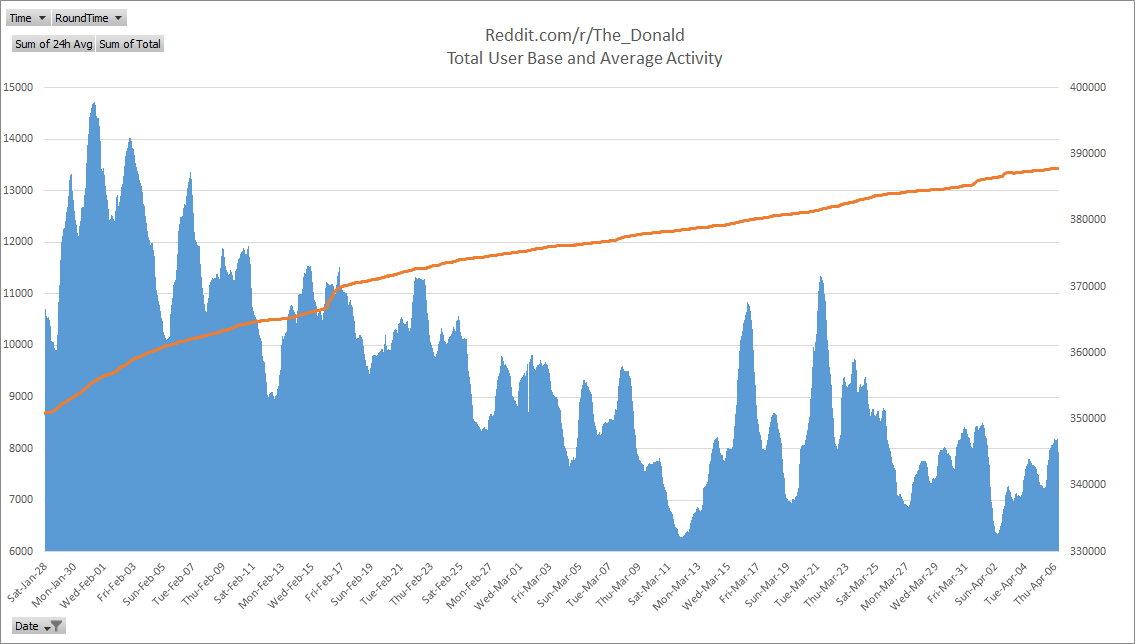 Time RoundTime
Sum of 24h Avg Sum of Total
Reddit.com/r/The_Donald
Total User Base and Average Activity
15000 400000
14000 390000
13000 380000
12000 370000
11000 360000
10000 350000
9000 340000
8000 330000
7000
6000
Sat-Jan-28 Mon-Jan-30 Wed-Feb-01 Fri-Feb-03 Sun-Feb-05 Tue-Feb-07 Thu-Feb-09 Sat-Feb-11 Mon-Feb-13 Wed-Feb-15 Fri-Feb-17 Sun-Feb-19 Tue-Feb-21 Thu-Feb-23 Sat-Feb-25 Mon-Feb-27 Wed-Mar-01 Fri-Mar-03 Sun-Mar-05 Tue-Mar-07 Thu-Mar-09 Sat-Mar-11 Mon-Mar-13 Wed-Mar-15 Fri-Mar-17 Sun-Mar-19 Tue-Mar-21 Thu-Mar-23 Sat-Mar-25 Mon-Mar-27 Wed-Mar-29 Fri-Mar-31 Sun-Apr-02 Tue-Apr-04 Thu-Apr-06
Date